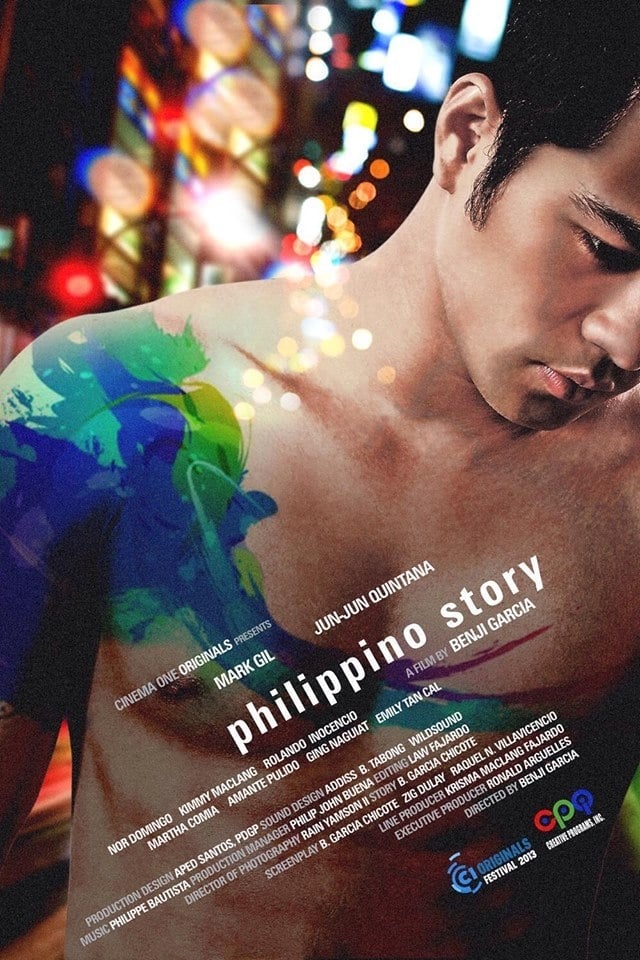 CINEMA ONE ORIGINALS PRESENTS
MARK GIL JUN-JUN QUINTANA
philippino story
A FILM BY BENJI GARCIA
NOR DOMINGO KIMMY MACLANG ROLANDO INOCENCIO
MARTHA COMIA AMANTE PULIDO GING NAGUIAT EMILY TAN CAL
PRODUCTION DESIGN APED SANTOS, PDGP SOUND DESIGN ADDISS B. TABONG WILDSOUND
MUSIC PHILIPPE BAUTISTA PRODUCTION MANAGER PHILIP JOHN BUENA EDITING LAW FAJARDO
DIRECTOR OF PHOTOGRAPHY RAIN YAMSON II STORY B. GARCIA CHICOTE
SCREENPLAY B. GARCIA CHICOTE ZIG DULAY RAQUEL N. VILLAVICENCIO
LINE PRODUCER KRISMA MACLANG FAJARDO
EXECUTIVE PRODUCER RONALD ARGUELLES
DIRECTED BY BENJI GARCIA
C1 ORIGINALS
FESTIVAL 2013
cpi
CREATIVE PROGRAMS, INC.